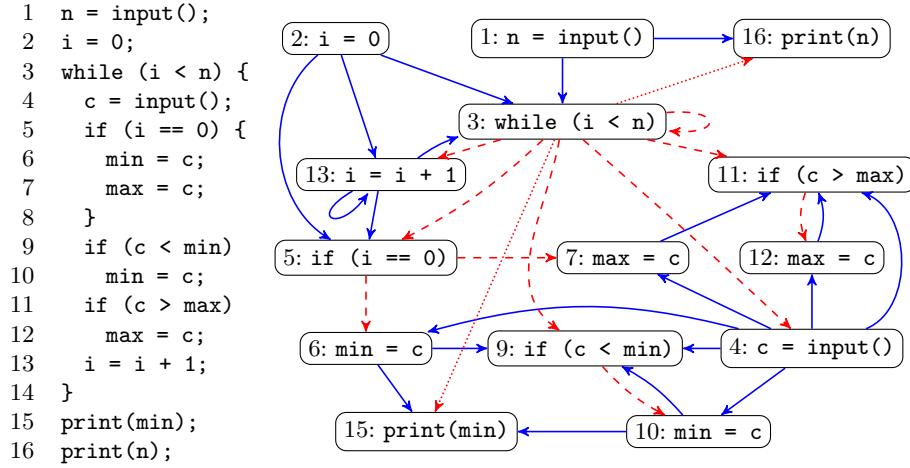 1 n = input();
2 i = 0;
3 while (i < n) {
4 c = input();
5 if (i == 0) {
6 min = c;
7 max = c;
8 }
9 if (c < min)
10 min = c;
11 if (c > max)
12 max = c;
13 i = i + 1;
14 }
15 print(min);
16 print(n);
2: i = 0
1: n = input()
16: print(n)
3: while (i < n)
13: i = i + 1
11: if (c > max)
5: if (i == 0)
7: max = c
12: max = c
6: min = c
9: if (c < min)
4: c = input()
15: print(min)
10: min = c